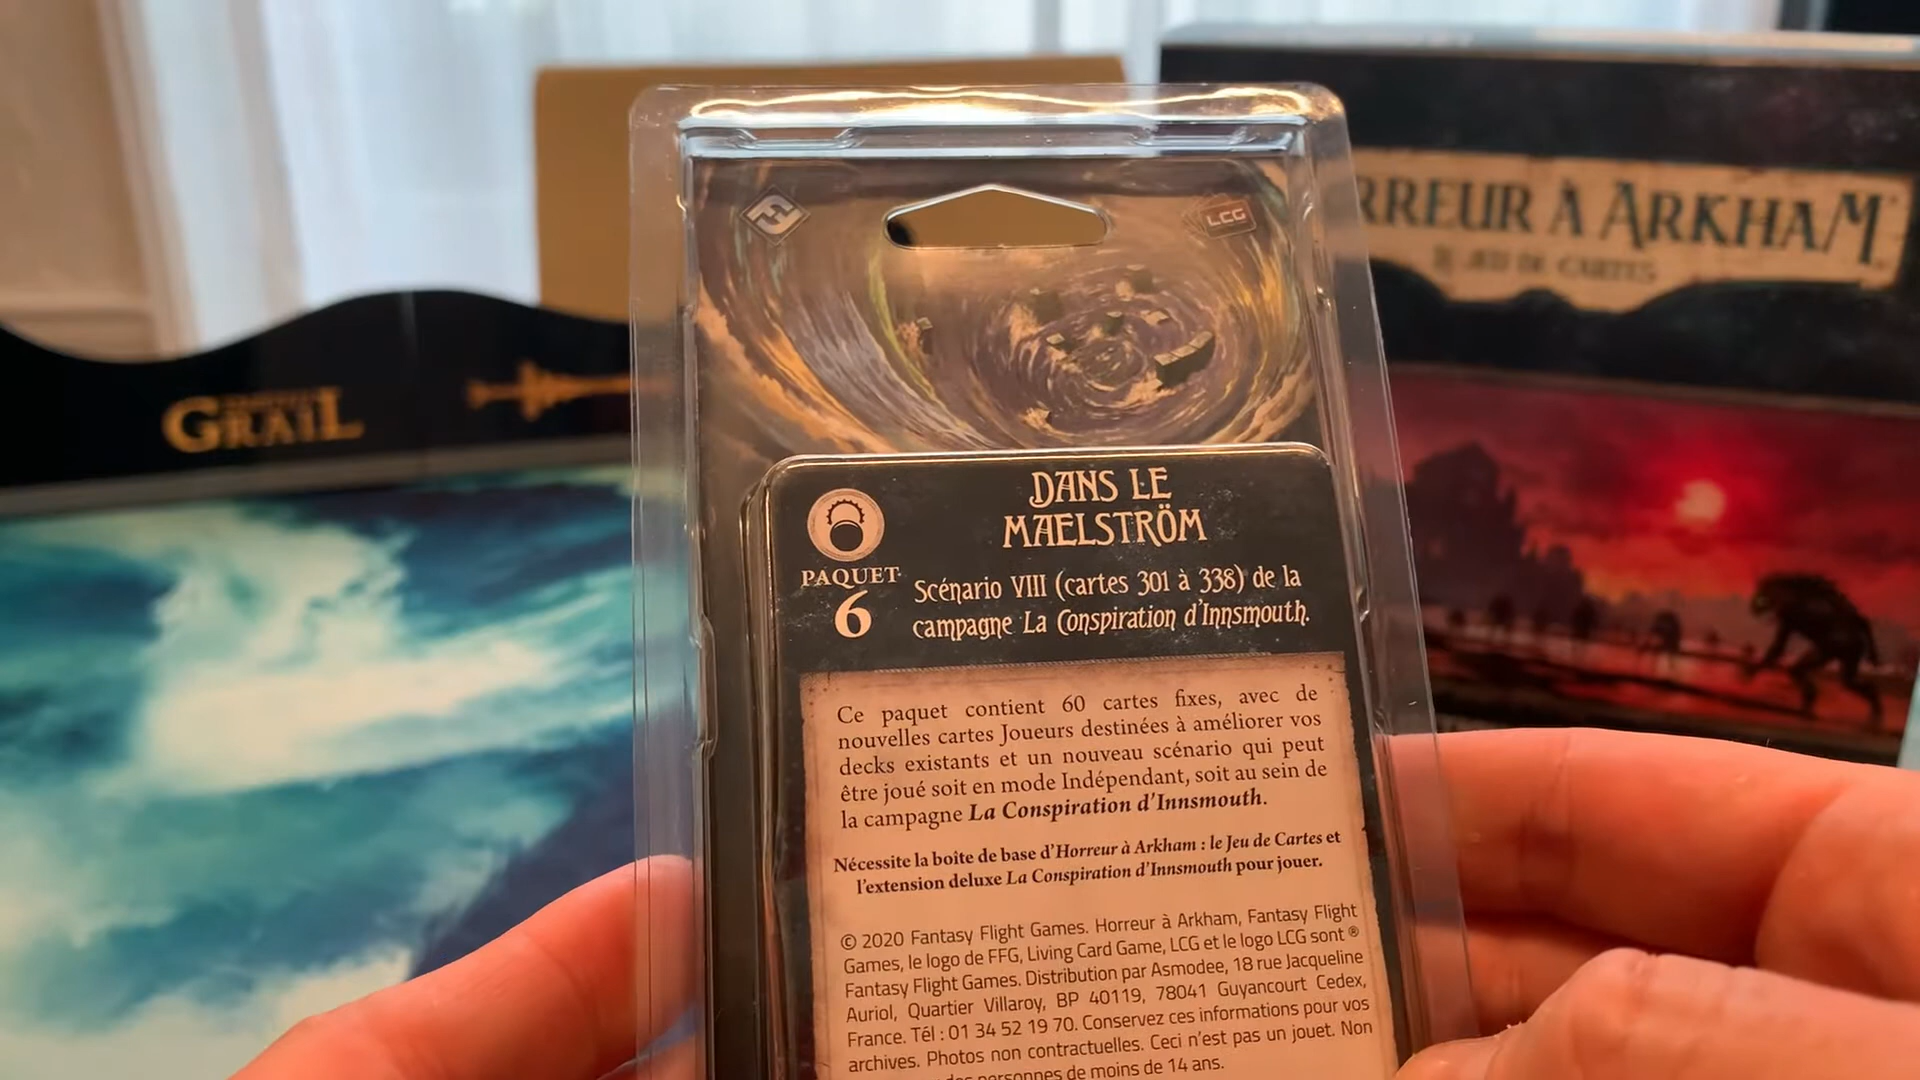 LCG
RREUR À ARKHAM
LE JEU DE CARTES
GRAIL
DANS LE
MAELSTRÖM
PAQUET
6
Scénario VIII (cartes 301 à 338) de la
campagne La Conspiration d'Innsmouth.
Ce paquet contient 60 cartes fixes, avec de
nouvelles cartes Joueurs destinées à améliorer vos
decks existants et un nouveau scénario qui peut
être joué soit en mode Indépendant, soit au sein de
la campagne La Conspiration d'Innsmouth.
Nécessite la boîte de base d'Horreur à Arkham : le Jeu de Cartes et
l'extension deluxe La Conspiration d'Innsmouth pour jouer.
© 2020 Fantasy Flight Games. Horreur à Arkham, Fantasy Flight
Games, le logo de FFG, Living Card Game, LCG et le logo LCG sont ®
Fantasy Flight Games. Distribution par Asmodee, 18 rue Jacqueline
Auriol, Quartier Villaroy, BP 40119, 78041 Guyancourt Cedex,
France. Tél : 01 34 52 19 70. Conservez ces informations pour vos
archives. Photos non contractuelles. Ceci n'est pas un jouet. Non
des personnes de moins de 14 ans.